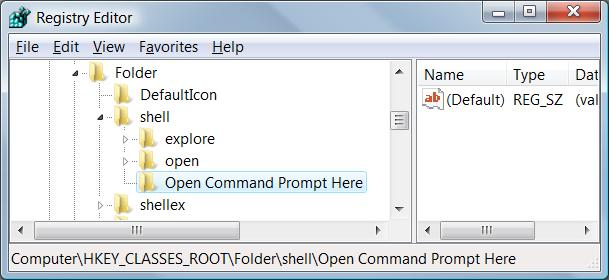 Registry Editor
File Edit View Favorites Help
Folder
DefaultIcon
shell
explore
open
Open Command Prompt Here
shellex
Name Type Dat
ab (Default) REG_SZ (val
Computer\HKEY_CLASSES_ROOT\Folder\shell\Open Command Prompt Here